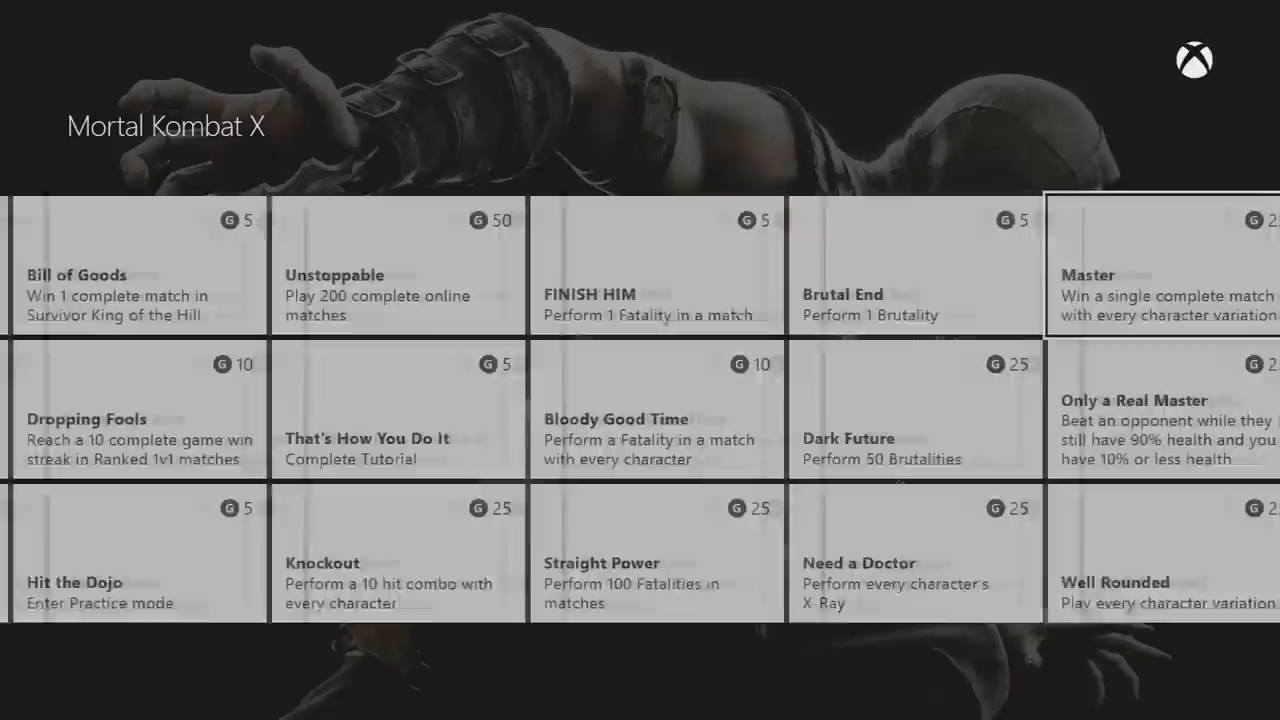 Mortal Kombat X
G 5
Bill of Goods
Win 1 complete match in
Survivor King of the Hill
G 50
Unstoppable
Play 200 complete online
matches
G 5
FINISH HIM
Perform 1 Fatality in a match
G 5
Brutal End
Perform 1 Brutality
G 2
Master
Win a single complete match
with every character variation
G 10
Dropping Fools
Reach a 10 complete game win
streak in Ranked 1v1 matches
G 5
That's How You Do It
Complete Tutorial
G 10
Bloody Good Time
Perform a Fatality in a match
with every character
G 25
Dark Future
Perform 50 Brutalities
G 2
Only a Real Master
Beat an opponent while they
still have 90% health and you
have 10% or less health
G 5
Hit the Dojo
Enter Practice mode
G 25
Knockout
Perform a 10 hit combo with
every character
G 25
Straight Power
Perform 100 Fatalities in
matches
G 25
Need a Doctor
Perform every character's
X-Ray
G 2
Well Rounded
Play every character variation